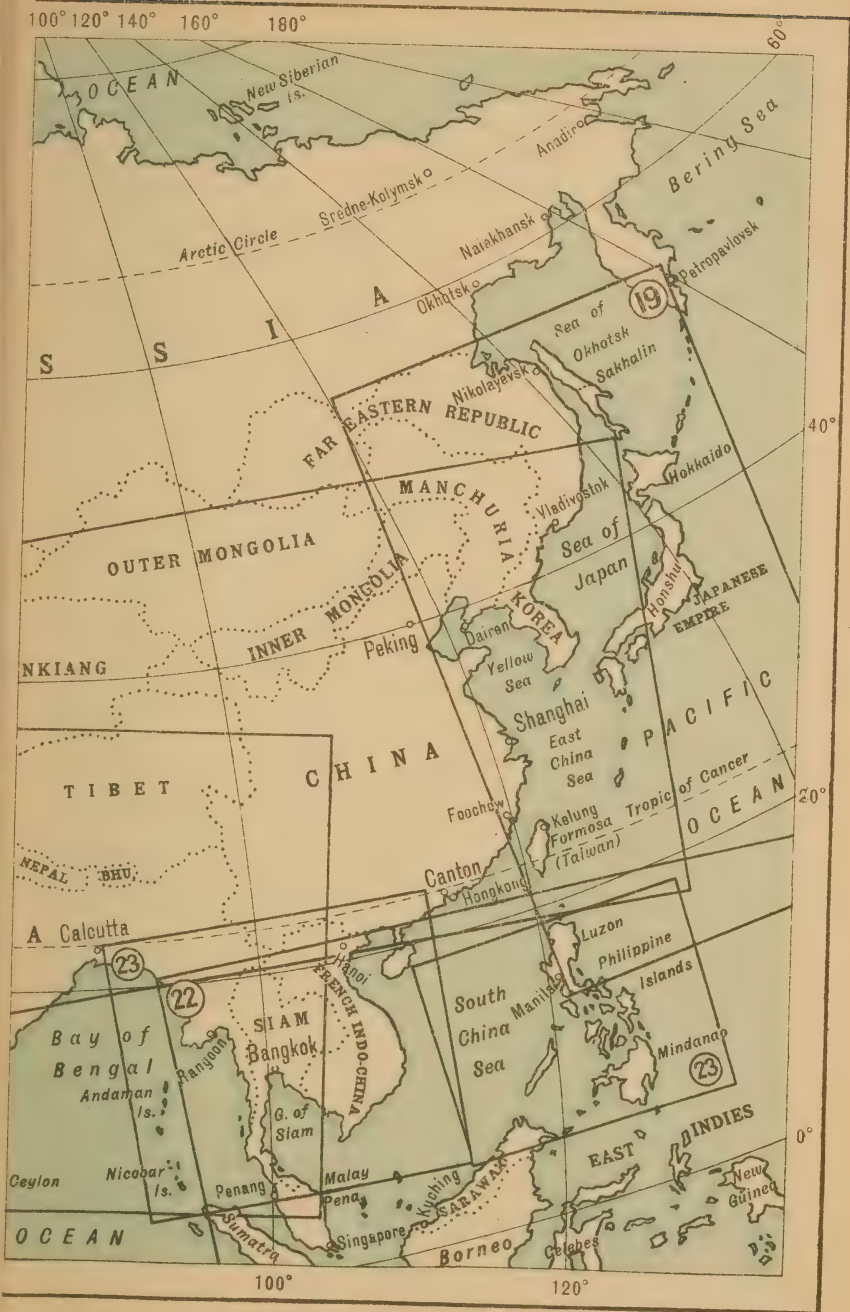 100° 120° 140° 160° 180°
60°
OCEAN
New Siberian
Is.
Bering Sea
Anadir
Sredne-Kolymsk
Arctic Circle
Naiakhansk
Petropavlovsk
Okhotsk
S S I A
19
Sea of
Okhotsk
Sakhalin
Nikolayevsk
FAR EASTERN REPUBLIC
40°
Hokkaido
MANCHURIA
Vladivostok
OUTER MONGOLIA
Sea of
Japan
Honshu
JAPANESE
EMPIRE
INNER MONGOLIA
KOREA
Peking
Dairen
NKIANG
Yellow
Sea
Shanghai
PACIFIC
OCEAN
East
China
Sea
CHINA
TIBET
Foochow
Kelung
Formosa
(Taiwan)
Tropic of Cancer
20°
NEPAL
BHU.
Canton
Hongkong
A
Calcutta
23
22
Hanoi
Luzon
Philippine
Islands
FRENCH INDO-CHINA
South
China
Sea
Manila
SIAM
Bangkok
Rangoon
Bay of
Bengal
Mindanao
23
Andaman
Is.
G. of
Siam
EAST INDIES
0°
Ceylon
Nicobar
Is.
Penang
Malay
Pena.
Kuching
SARAWAK
New
Guinea
OCEAN
Sumatra
Singapore
Borneo
Celebes
100°
120°